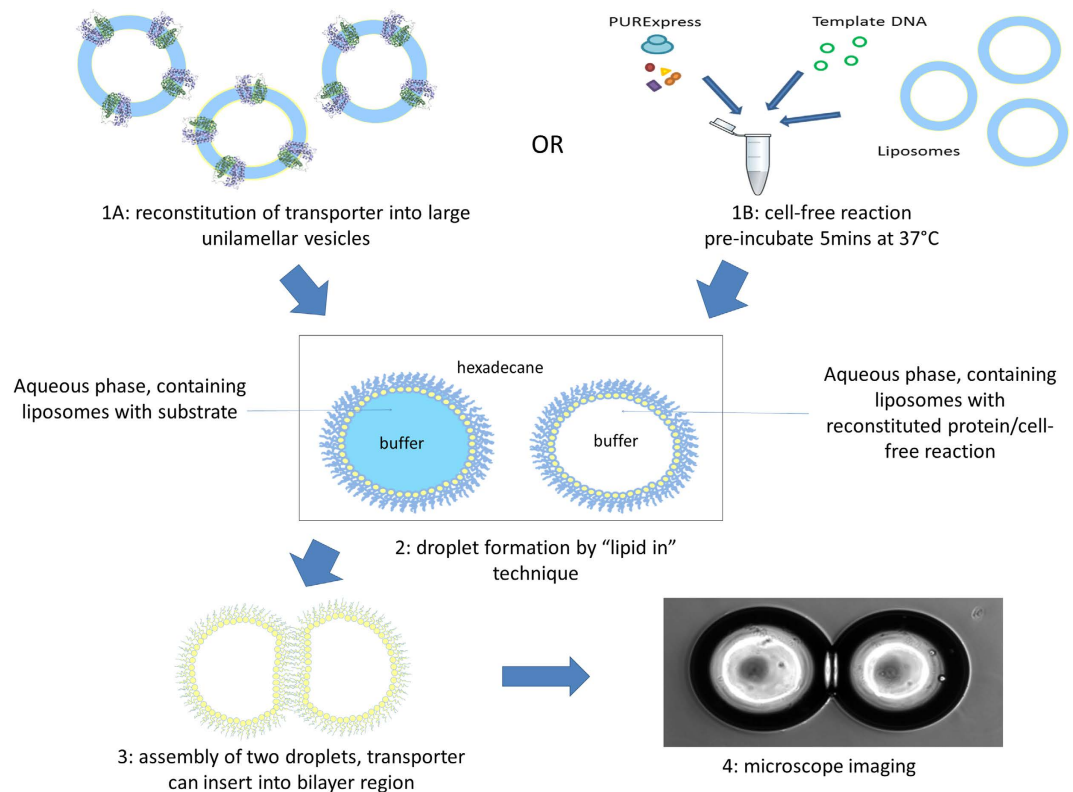 PURExpress
Template DNA
OR
Liposomes
1A: reconstitution of transporter into large
unilamellar vesicles
1B: cell-free reaction
pre-incubate 5mins at 37°C
hexadecane
Aqueous phase, containing
liposomes with substrate
buffer
buffer
Aqueous phase, containing
liposomes with
reconstituted protein/cell-
free reaction
2: droplet formation by “lipid in”
technique
3: assembly of two droplets, transporter
can insert into bilayer region
4: microscope imaging